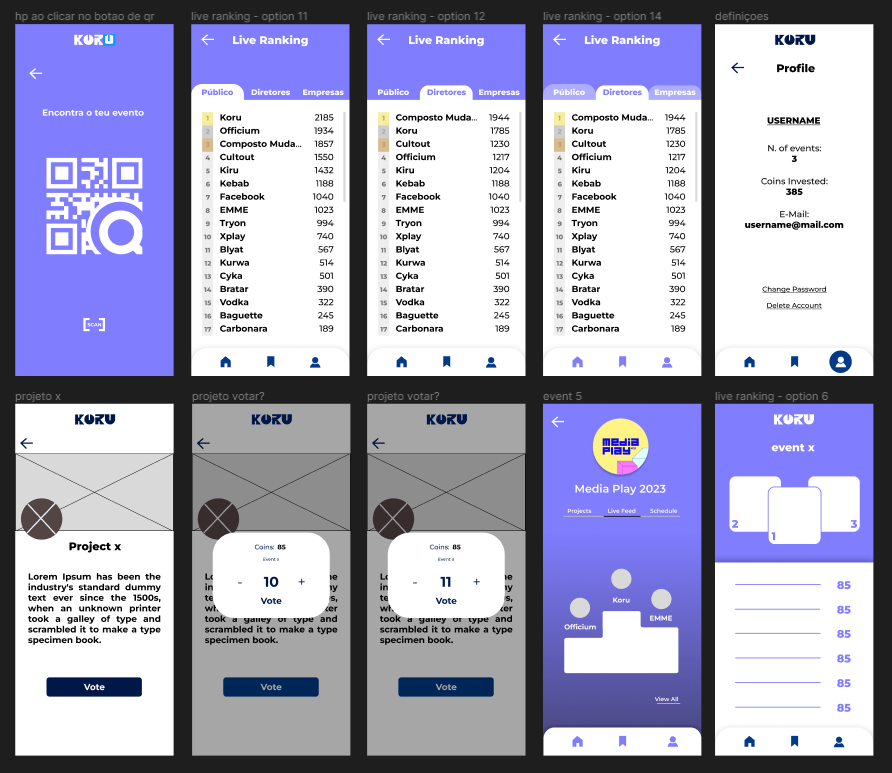 hp ao clicar no botao de qr
KORU
Encontra o teu evento
SCAN
live ranking - option 11
Live Ranking
Público Diretores Empresas
1 Koru 2185
2 Officium 1934
3 Composto Muda... 1857
4 Cultout 1550
5 Kiru 1432
6 Kebab 1188
7 Facebook 1040
8 EMME 1023
9 Tryon 994
10 Xplay 740
11 Blyat 567
12 Kurwa 514
13 Cyka 501
14 Bratar 390
15 Vodka 322
16 Baguette 245
17 Carbonara 189
live ranking - option 12
Live Ranking
Público Diretores Empresas
1 Composto Muda... 1944
2 Koru 1785
3 Cultout 1230
4 Officium 1217
5 Kiru 1204
6 Kebab 1188
7 Facebook 1040
8 EMME 1023
9 Tryon 994
10 Xplay 740
11 Blyat 567
12 Kurwa 514
13 Cyka 501
14 Bratar 390
15 Vodka 322
16 Baguette 245
17 Carbonara 189
live ranking - option 14
Live Ranking
Público Diretores Empresas
1 Composto Muda... 1944
2 Koru 1785
3 Cultout 1230
4 Officium 1217
5 Kiru 1204
6 Kebab 1188
7 Facebook 1040
8 EMME 1023
9 Tryon 994
10 Xplay 740
11 Blyat 567
12 Kurwa 514
13 Cyka 501
14 Bratar 390
15 Vodka 322
16 Baguette 245
17 Carbonara 189
definiçoes
KORU
Profile
USERNAME
N. of events:
3
Coins Invested:
385
E-Mail:
username@mail.com
Change Password
Delete Account
projeto x
KORU
Project x
Lorem Ipsum has been the
industry's standard dummy
text ever since the 1500s,
when an unknown printer
took a galley of type and
scrambled it to make a type
specimen book.
Vote
projeto votar?
KORU
Coins: 85
Event x
- 10 +
Vote
took a galley of type and
scrambled it to make a type
specimen book.
Vote
projeto votar?
KORU
Coins: 85
Event x
- 11 +
Vote
took a galley of type and
scrambled it to make a type
specimen book.
Vote
event 5
media
play
Media Play 2023
Projects Live Feed Schedule
Koru
Officium EMME
View All
live ranking - option 6
KORU
event x
2 1 3
85
85
85
85
85
85